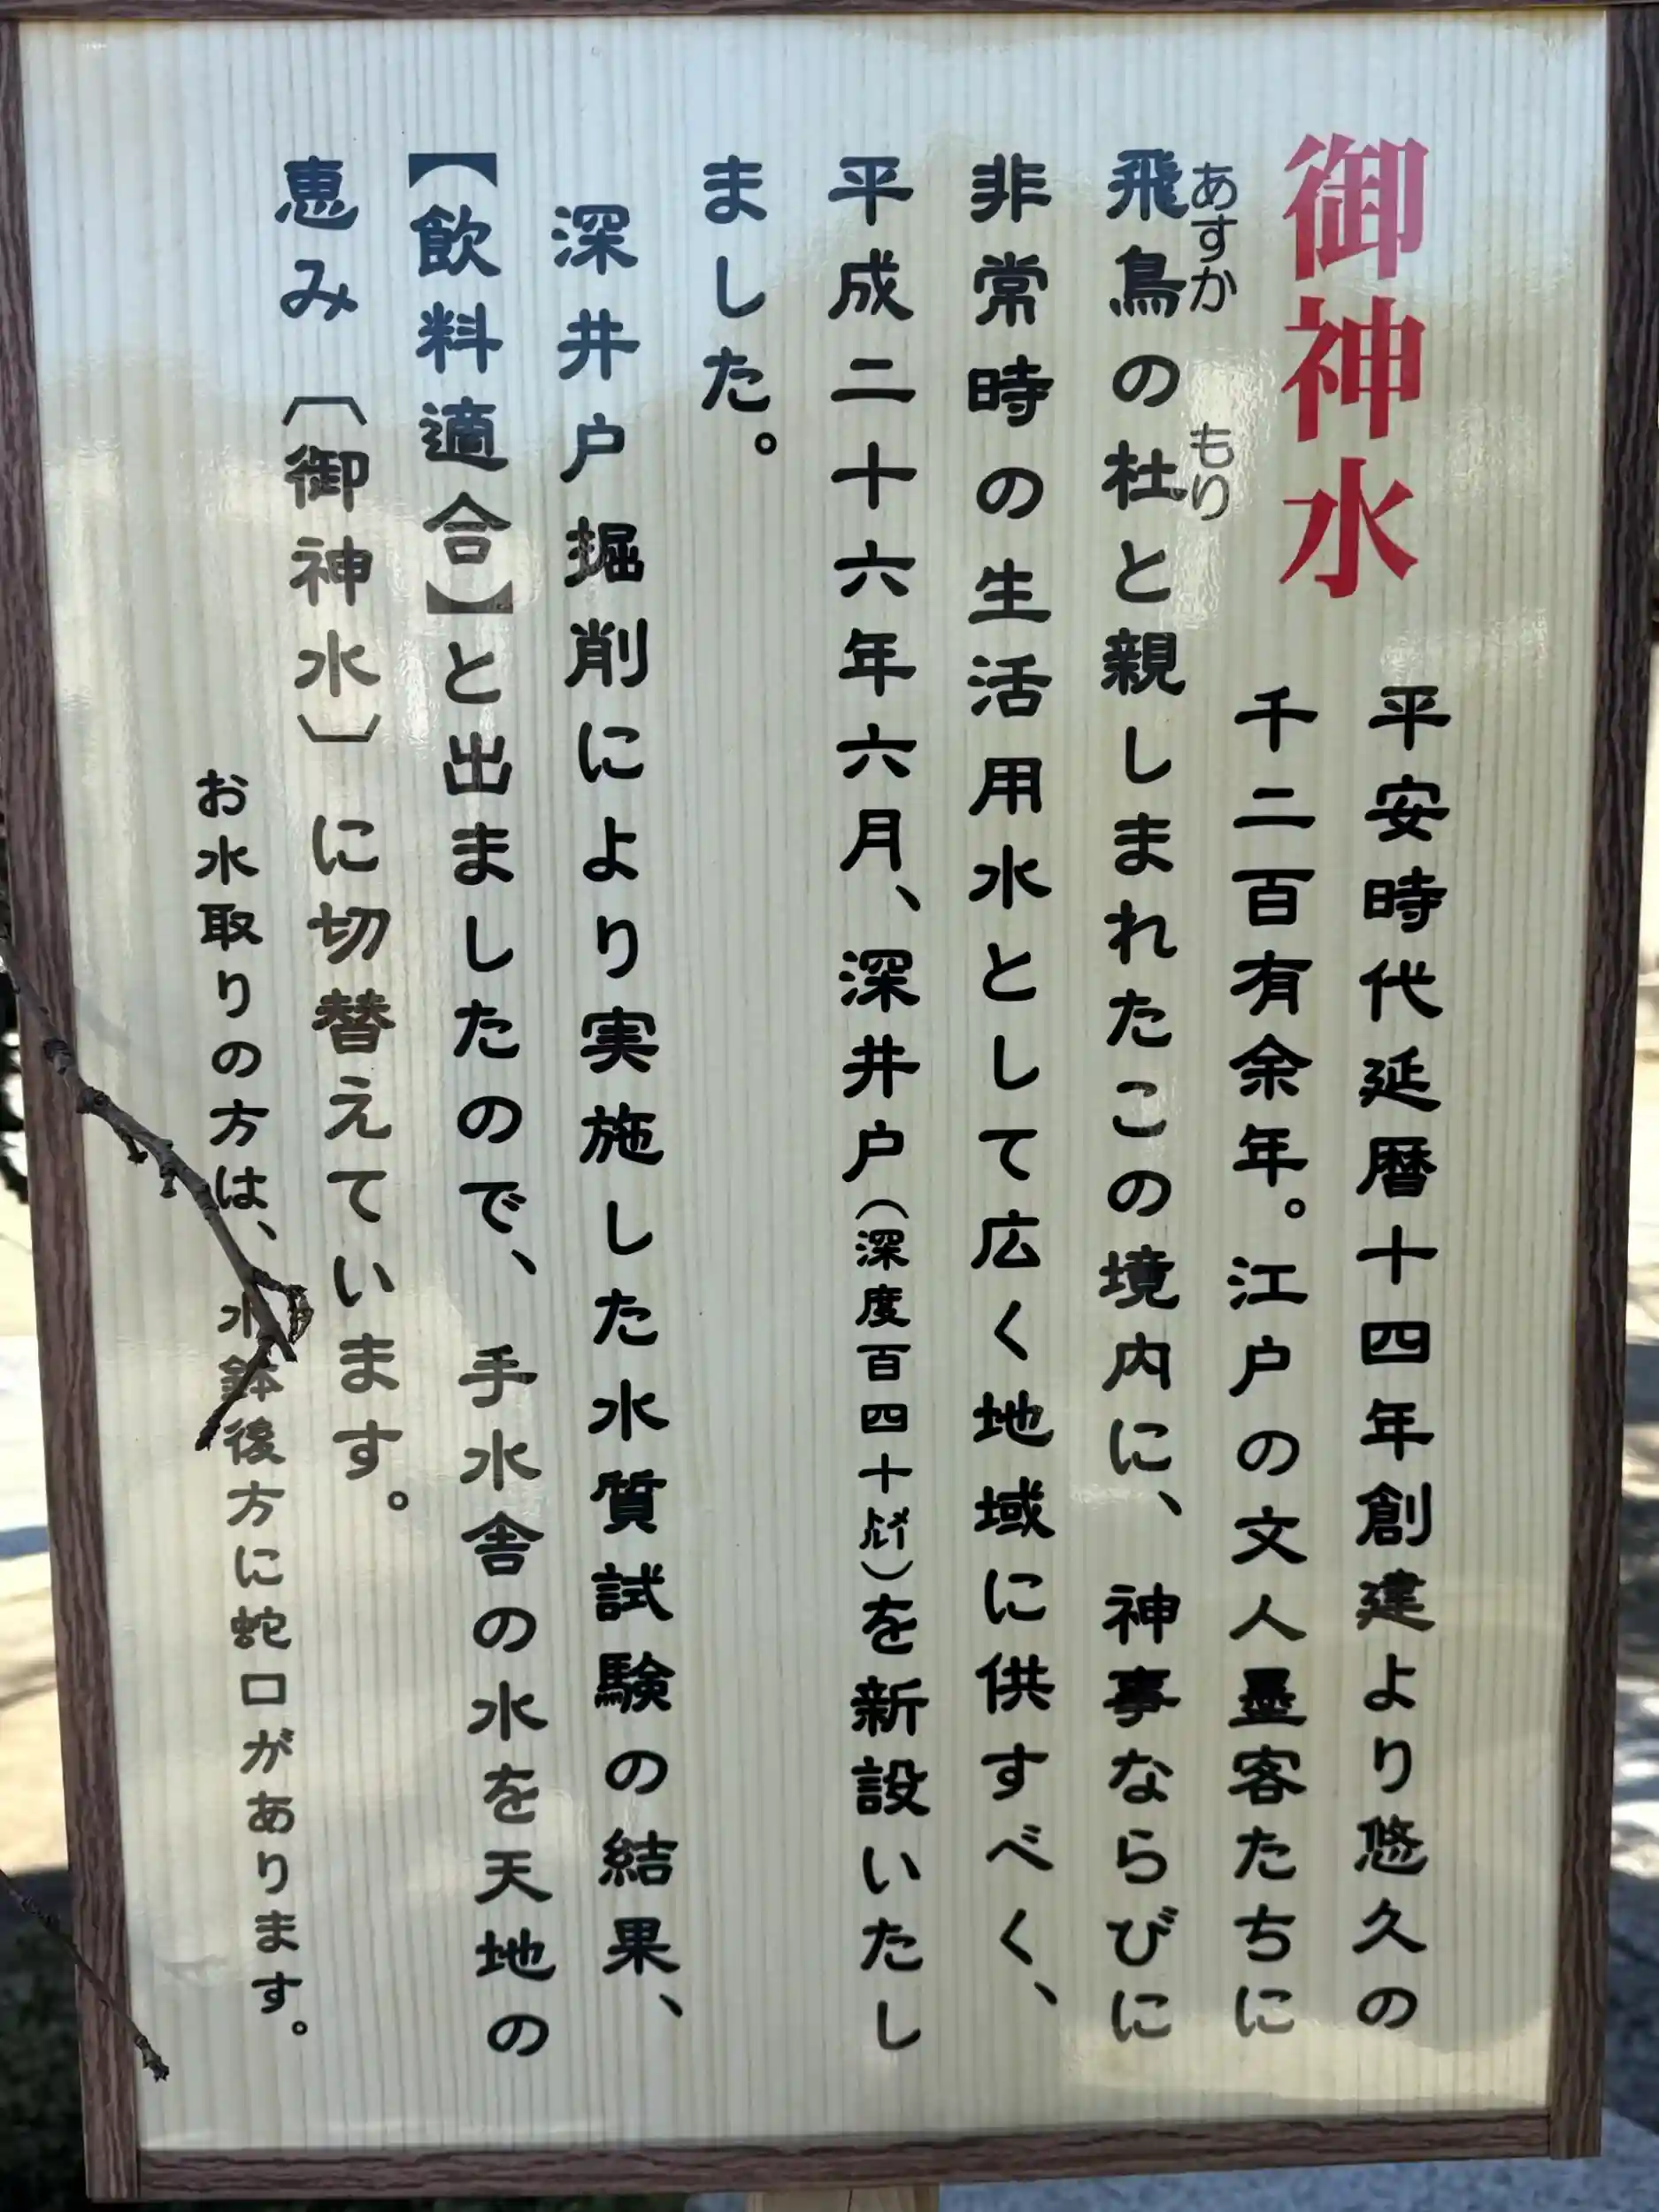 御神水
平安時代延暦十四年創建より悠久の
千二百有余年。江戸の文人墨客たちに
飛鳥の杜と親しまれたこの境内に、神事ならびに
あすか もり
非常時の生活用水として広く地域に供すべく、
平成二十六年六月、深井戸(深度百四十㍍)を新設いたし
ました。
深井戸掘削により実施した水質試験の結果、
【飲料適合】と出ましたので、手水舎の水を天地の
恵み〔御神水〕に切替えています。
お水取りの方は、水鉢後方に蛇口があります。